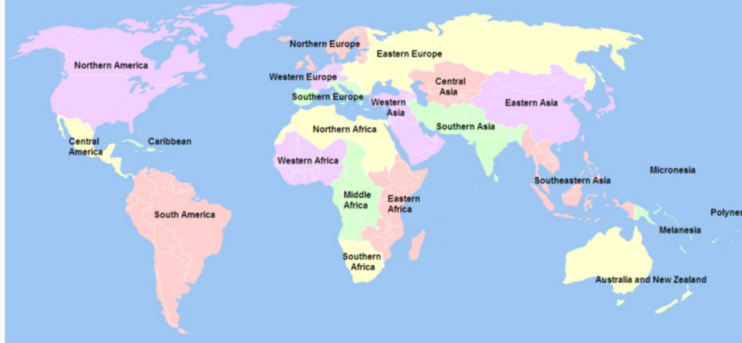 Northern Europe
Eastern Europe
Northern America
Western Europe
Central
Asia
Southern Europe
Western
Asia
Eastern Asia
Northern Africa
Southern Asia
Central
America
Caribbean
Western Africa
Micronesia
Southeastern Asia
Middle
Africa
Eastern
Africa
South America
Polynes
Melanesia
Southern
Africa
Australia and New Zealand